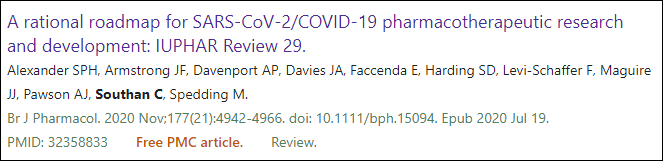 A rational roadmap for SARS-CoV-2/COVID-19 pharmacotherapeutic research
and development: IUPHAR Review 29.
Alexander SPH, Armstrong JF, Davenport AP, Davies JA, Faccenda E, Harding SD, Levi-Schaffer F, Maguire
JJ, Pawson AJ, Southan C, Spedding M.
Br J Pharmacol. 2020 Nov;177(21):4942-4966. doi: 10.1111/bph.15094. Epub 2020 Jul 19.
PMID: 32358833 Free PMC article. Review.